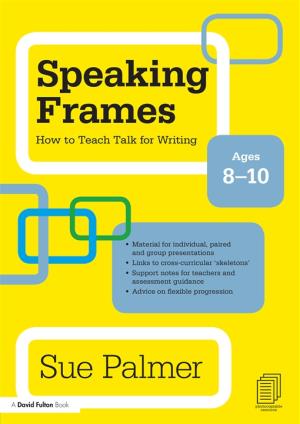 Speaking
Frames
How to Teach Talk for Writing
Ages
8–10
• Material for individual, paired
and group presentations
• Links to cross-curricular ‘skeletons’
• Support notes for teachers and
assessment guidance
• Advice on flexible progression
Sue Palmer
A David Fulton Book
photocopiable
resource